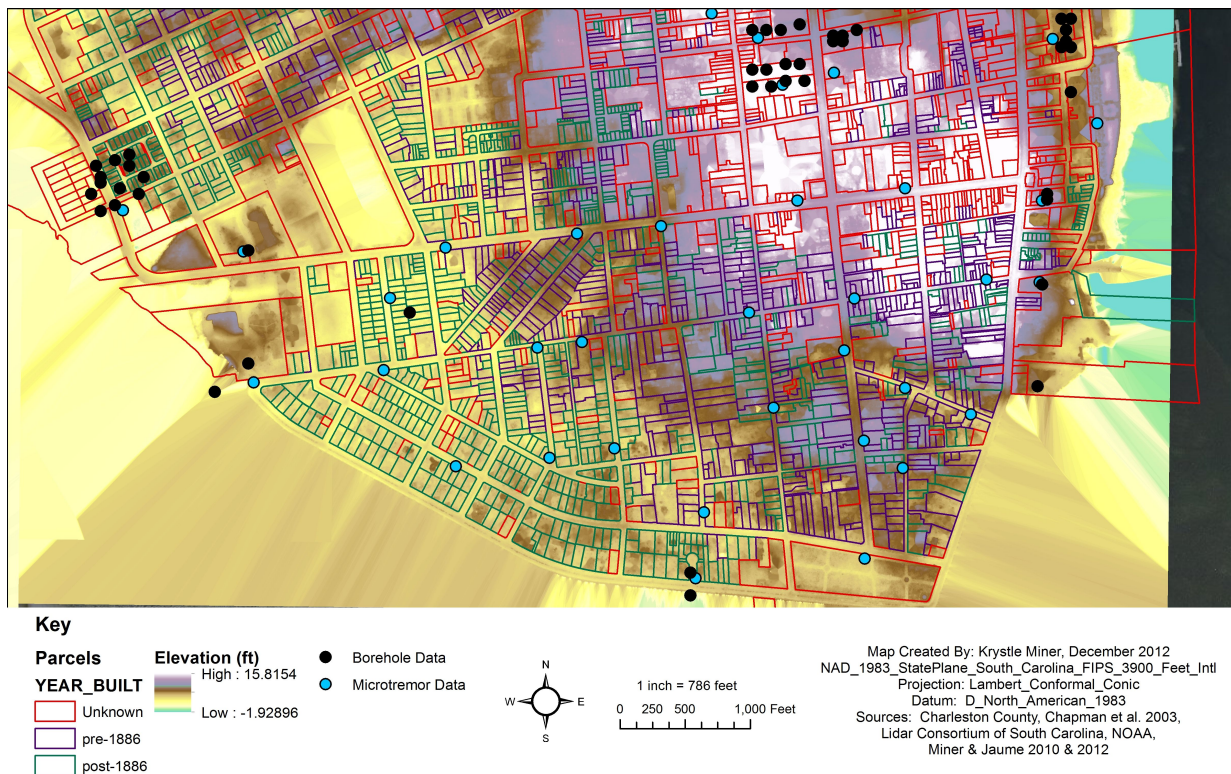 Key
Parcels
YEAR_BUILT
Unknown
pre-1886
post-1886
Elevation (ft)
High : 15.8154
Low : -1.92896
Borehole Data
Microtremor Data
N
W E
S
1 inch = 786 feet
0 250 500 1,000 Feet
Map Created By: Krystle Miner, December 2012
NAD_1983_StatePlane_South_Carolina_FIPS_3900_Feet_Intl
Projection: Lambert_Conformal_Conic
Datum: D_North_American_1983
Sources: Charleston County, Chapman et al. 2003,
Lidar Consortium of South Carolina, NOAA,
Miner & Jaume 2010 & 2012